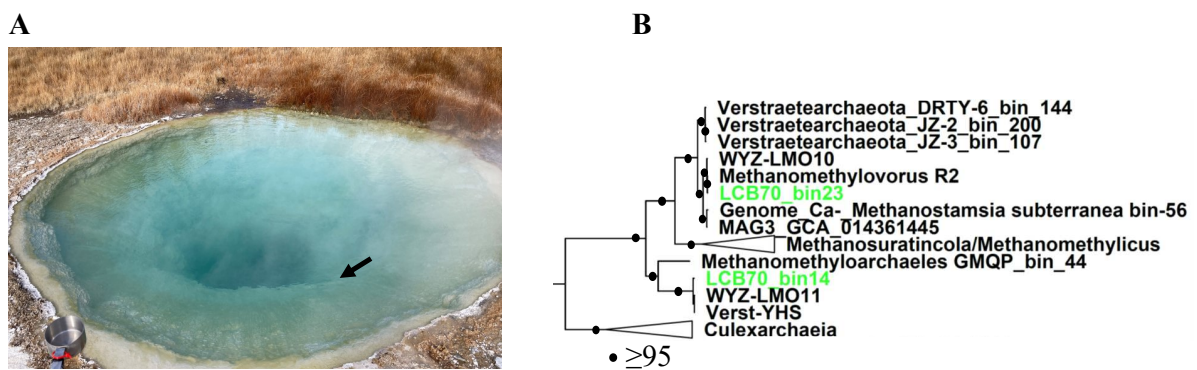 A
B
Verstraetearchaeota_DRTY-6_bin_144
Verstraetearchaeota_JZ-2_bin_200
Verstraetearchaeota_JZ-3_bin_107
WYZ-LMO10
Methanomethylovorus R2
LCB70_bin23
Genome_Ca-_Methanostamsia subterranea bin-56
MAG3_GCA_014361445
Methanosuratincola/Methanomethylicus
Methanomethyloarchaeles GMQP_bin_44
LCB70_bin14
WYZ-LMO11
Verst-YHS
Culexarchaeia
≥95